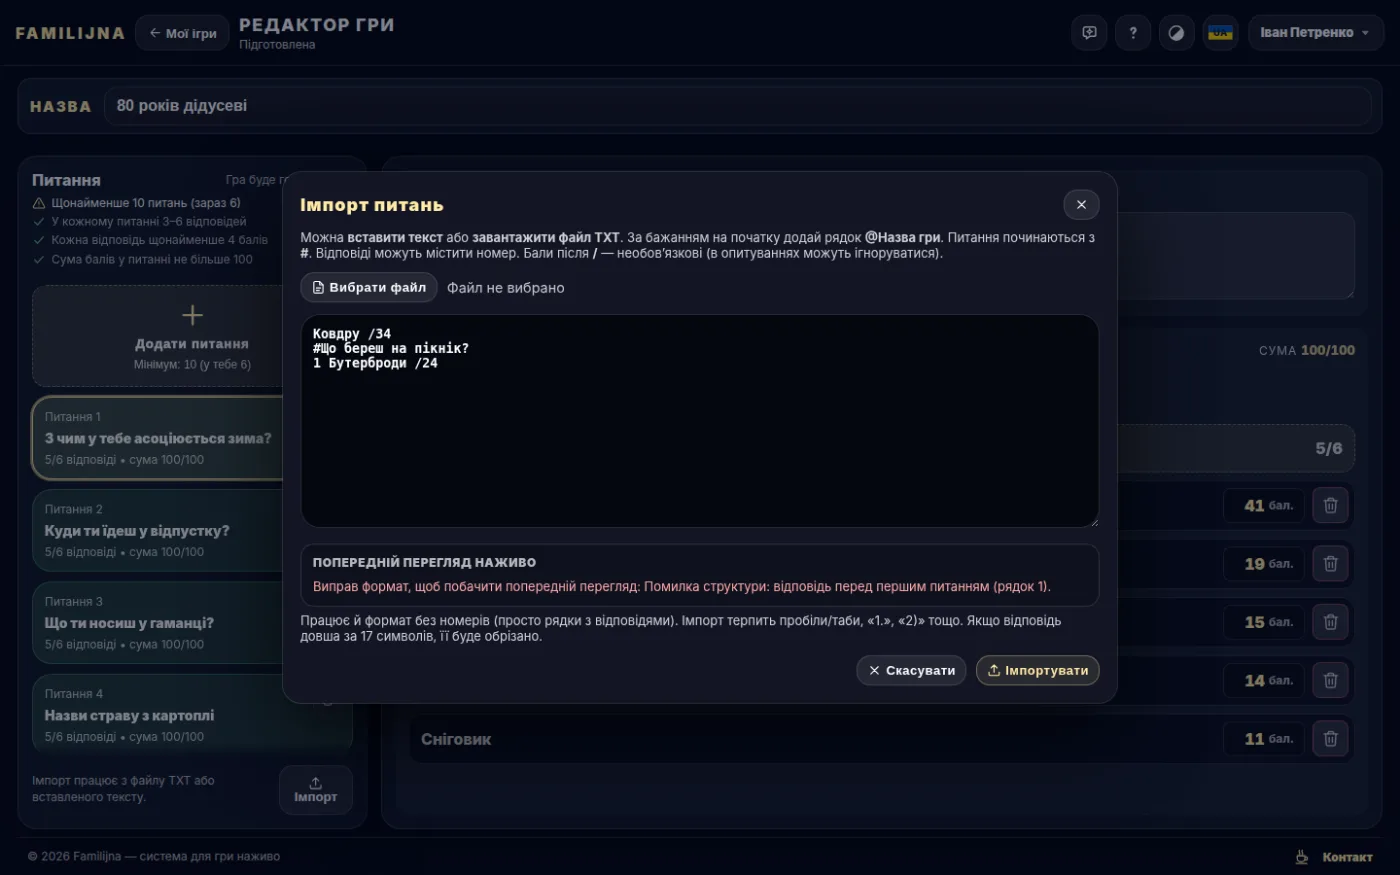 FAMILIJNA
← Мої ігри
РЕДАКТОР ГРИ
Підготовлена
?
UA
Іван Петренко
НАЗВА
80 років дідусеві
Питання
Гра буде
Щонайменше 10 питань (зараз 6)
У кожному питанні 3–6 відповідей
Кожна відповідь щонайменше 4 балів
Сума балів у питанні не більше 100
Додати питання
Мінімум: 10 (у тебе 6)
Питання 1
З чим у тебе асоціюється зима?
5/6 відповіді • сума 100/100
Питання 2
Куди ти їдеш у відпустку?
5/6 відповіді • сума 100/100
Питання 3
Що ти носиш у гаманці?
5/6 відповіді • сума 100/100
Питання 4
Назви страву з картоплі
5/6 відповіді • сума 100/100
Імпорт працює з файлу TXT або
вставленого тексту.
Імпорт
Імпорт питань
Можна вставити текст або завантажити файл TXT. За бажанням на початку додай рядок @Назва гри. Питання починаються з
#. Відповіді можуть містити номер. Бали після / — необов'язкові (в опитуваннях можуть ігноруватися).
Вибрати файл
Файл не вибрано
Ковдру /34
#Що береш на пікнік?
1 Бутерброди /24
ПОПЕРЕДНІЙ ПЕРЕГЛЯД НАЖИВО
Виправ формат, щоб побачити попередній перегляд: Помилка структури: відповідь перед першим питанням (рядок 1).
Працює й формат без номерів (просто рядки з відповідями). Імпорт терпить пробіли/таби, «1.», «2)» тощо. Якщо відповідь
довша за 17 символів, її буде обрізано.
Скасувати
Імпортувати
СУМА 100/100
5/6
41 бал.
19 бал.
15 бал.
14 бал.
Сніговик
11 бал.
© 2026 Familijna — система для гри наживо
Контакт